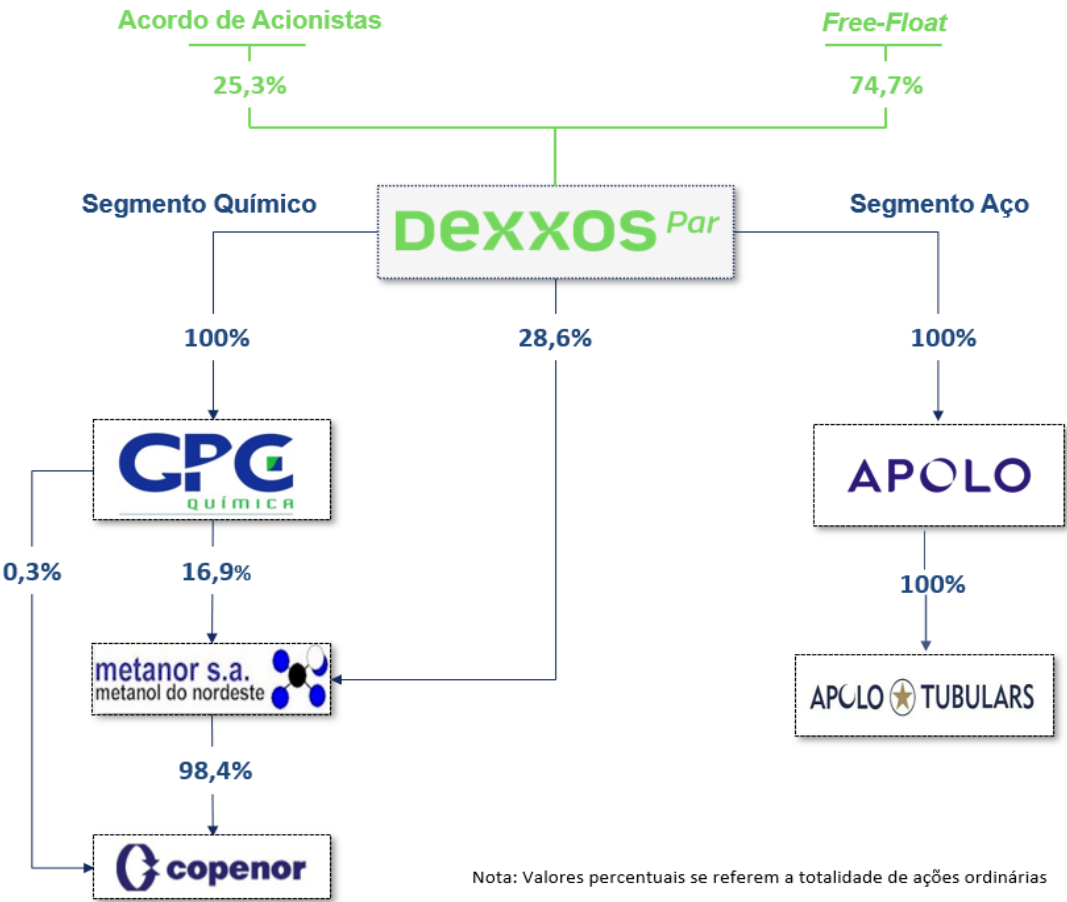 Acordo de Acionistas
Free-Float
25,3%
74,7%
Segmento Químico
Segmento Aço
Dexxos Par
100%
28,6%
100%
GPC
QUÍMICA
APOLO
0,3%
16,9%
100%
metanor s.a.
metanol do nordeste
APOLO TUBULARS
98,4%
copenor
Nota: Valores percentuais se referem a totalidade de ações ordinárias